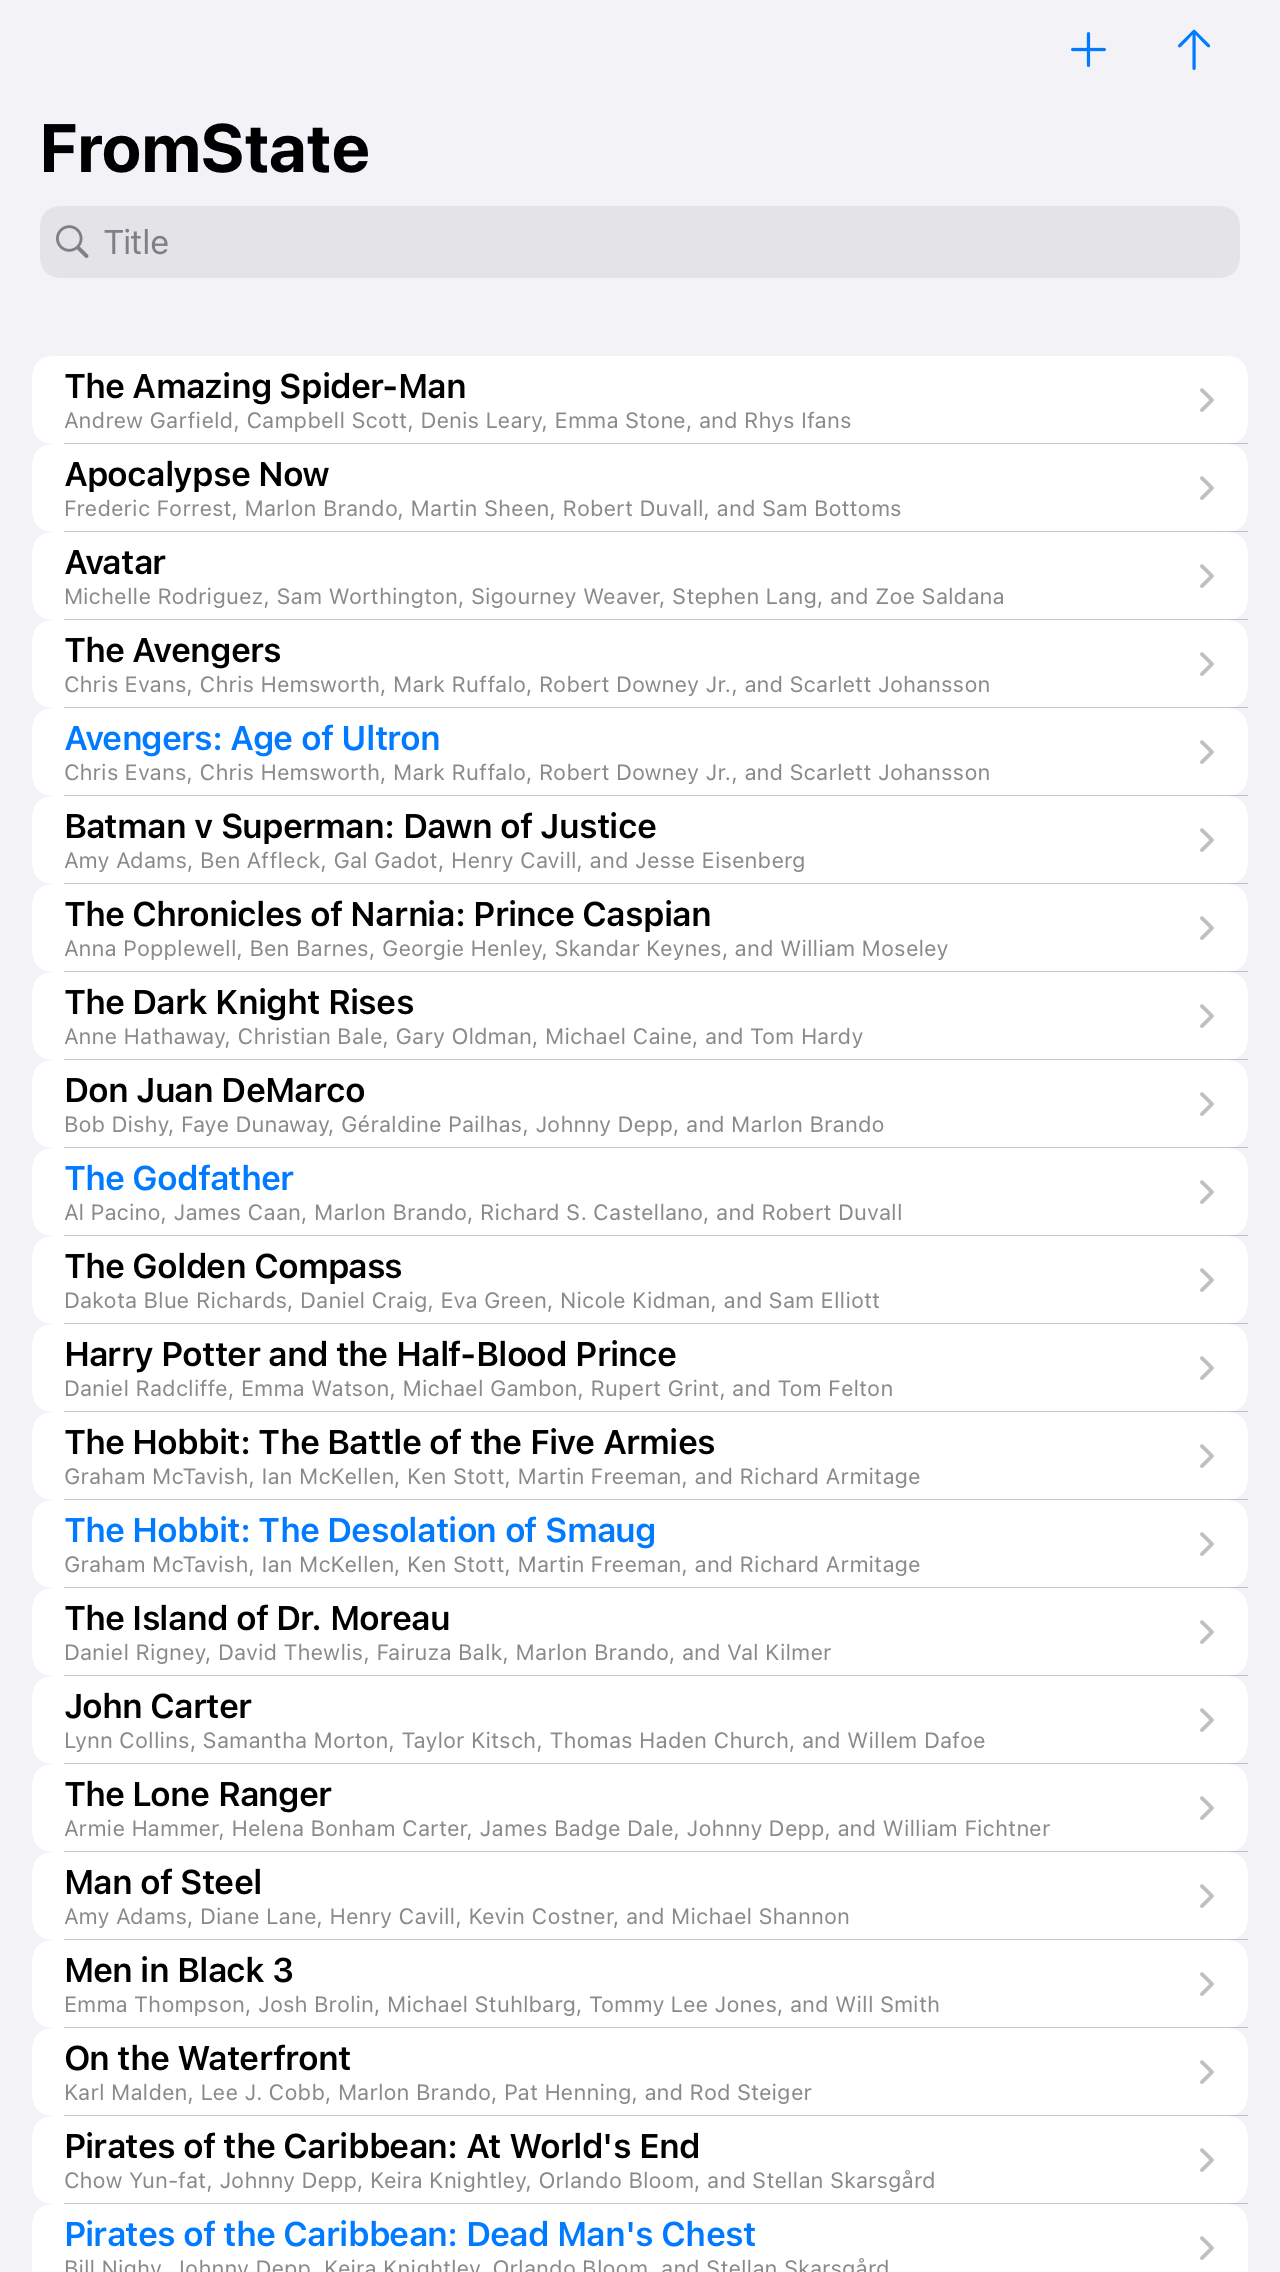 FromState
Title
The Amazing Spider-Man
Andrew Garfield, Campbell Scott, Denis Leary, Emma Stone, and Rhys Ifans
Apocalypse Now
Frederic Forrest, Marlon Brando, Martin Sheen, Robert Duvall, and Sam Bottoms
Avatar
Michelle Rodriguez, Sam Worthington, Sigourney Weaver, Stephen Lang, and Zoe Saldana
The Avengers
Chris Evans, Chris Hemsworth, Mark Ruffalo, Robert Downey Jr., and Scarlett Johansson
Avengers: Age of Ultron
Chris Evans, Chris Hemsworth, Mark Ruffalo, Robert Downey Jr., and Scarlett Johansson
Batman v Superman: Dawn of Justice
Amy Adams, Ben Affleck, Gal Gadot, Henry Cavill, and Jesse Eisenberg
The Chronicles of Narnia: Prince Caspian
Anna Popplewell, Ben Barnes, Georgie Henley, Skandar Keynes, and William Moseley
The Dark Knight Rises
Anne Hathaway, Christian Bale, Gary Oldman, Michael Caine, and Tom Hardy
Don Juan DeMarco
Bob Dishy, Faye Dunaway, Géraldine Pailhas, Johnny Depp, and Marlon Brando
The Godfather
Al Pacino, James Caan, Marlon Brando, Richard S. Castellano, and Robert Duvall
The Golden Compass
Dakota Blue Richards, Daniel Craig, Eva Green, Nicole Kidman, and Sam Elliott
Harry Potter and the Half-Blood Prince
Daniel Radcliffe, Emma Watson, Michael Gambon, Rupert Grint, and Tom Felton
The Hobbit: The Battle of the Five Armies
Graham McTavish, Ian McKellen, Ken Stott, Martin Freeman, and Richard Armitage
The Hobbit: The Desolation of Smaug
Graham McTavish, Ian McKellen, Ken Stott, Martin Freeman, and Richard Armitage
The Island of Dr. Moreau
Daniel Rigney, David Thewlis, Fairuza Balk, Marlon Brando, and Val Kilmer
John Carter
Lynn Collins, Samantha Morton, Taylor Kitsch, Thomas Haden Church, and Willem Dafoe
The Lone Ranger
Armie Hammer, Helena Bonham Carter, James Badge Dale, Johnny Depp, and William Fichtner
Man of Steel
Amy Adams, Diane Lane, Henry Cavill, Kevin Costner, and Michael Shannon
Men in Black 3
Emma Thompson, Josh Brolin, Michael Stuhlbarg, Tommy Lee Jones, and Will Smith
On the Waterfront
Karl Malden, Lee J. Cobb, Marlon Brando, Pat Henning, and Rod Steiger
Pirates of the Caribbean: At World's End
Chow Yun-fat, Johnny Depp, Keira Knightley, Orlando Bloom, and Stellan Skarsgård
Pirates of the Caribbean: Dead Man's Chest
Bill Nighy, Johnny Depp, Keira Knightley, Orlando Bloom, and Stellan Skarsgård